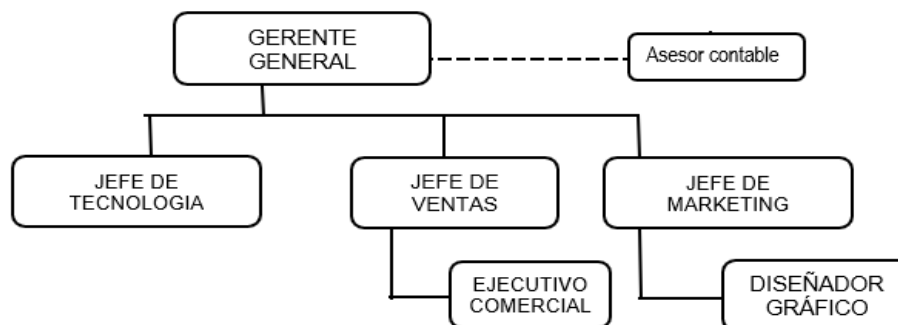 GERENTE
GENERAL
Asesor contable
JEFE DE
TECNOLOGIA
JEFE DE
VENTAS
JEFE DE
MARKETING
EJECUTIVO
COMERCIAL
DISEÑADOR
GRÁFICO